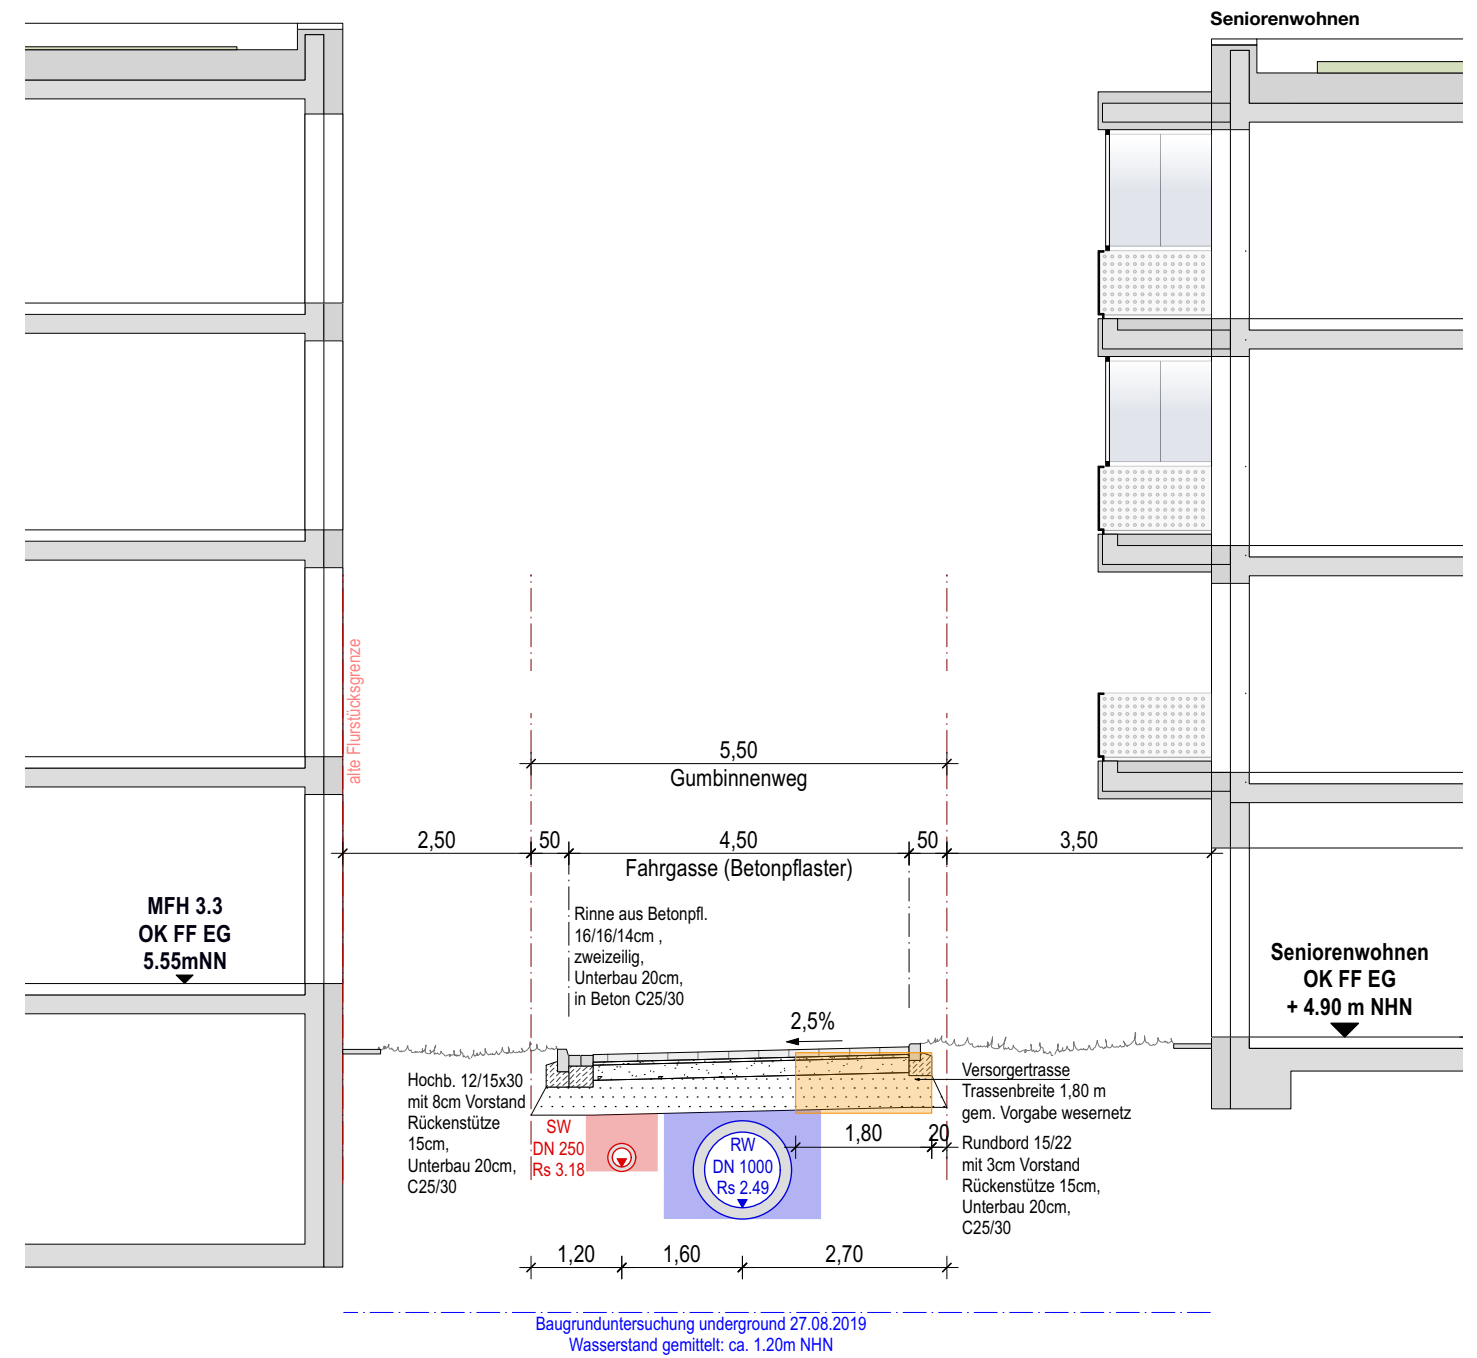 Seniorenwohnen
alte Flurstücksgrenze
5,50
Gumbinnenweg
2,50
50
4,50
50
3,50
Fahrgasse (Betonpflaster)
MFH 3.3
OK FF EG
5.55mNN
Rinne aus Betonpfl.
16/16/14cm ,
zweizeilig,
Unterbau 20cm,
in Beton C25/30
Seniorenwohnen
OK FF EG
+ 4.90 m NHN
2,5%
Hochb. 12/15x30
mit 8cm Vorstand
Rückenstütze
15cm,
Unterbau 20cm,
C25/30
SW
DN 250
Rs 3.18
RW
DN 1000
Rs 2.49
1,80
20
Versorgertrasse
Trassenbreite 1,80 m
gem. Vorgabe wesernetz
Rundbord 15/22
mit 3cm Vorstand
Rückenstütze 15cm,
Unterbau 20cm,
C25/30
1,20
1,60
2,70
Baugrunduntersuchung underground 27.08.2019
Wasserstand gemittelt: ca. 1.20m NHN